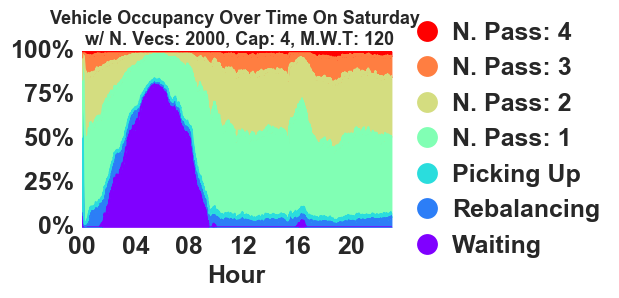 Vehicle Occupancy Over Time On Saturday
w/ N. Vecs: 2000, Cap: 4, M.W.T: 120
100%
75%
50%
25%
0%
00 04 08 12 16 20
Hour
N. Pass: 4
N. Pass: 3
N. Pass: 2
N. Pass: 1
Picking Up
Rebalancing
Waiting